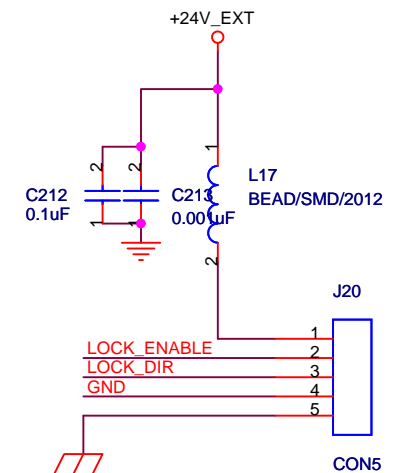 +24V_EXT
1
2
2
L17
C212
C213
BEAD/SMD/2012
0.1uF
0.001uF
1
1
2
J20
1
LOCK_ENABLE
2
LOCK_DIR
3
GND
4
5
CON5